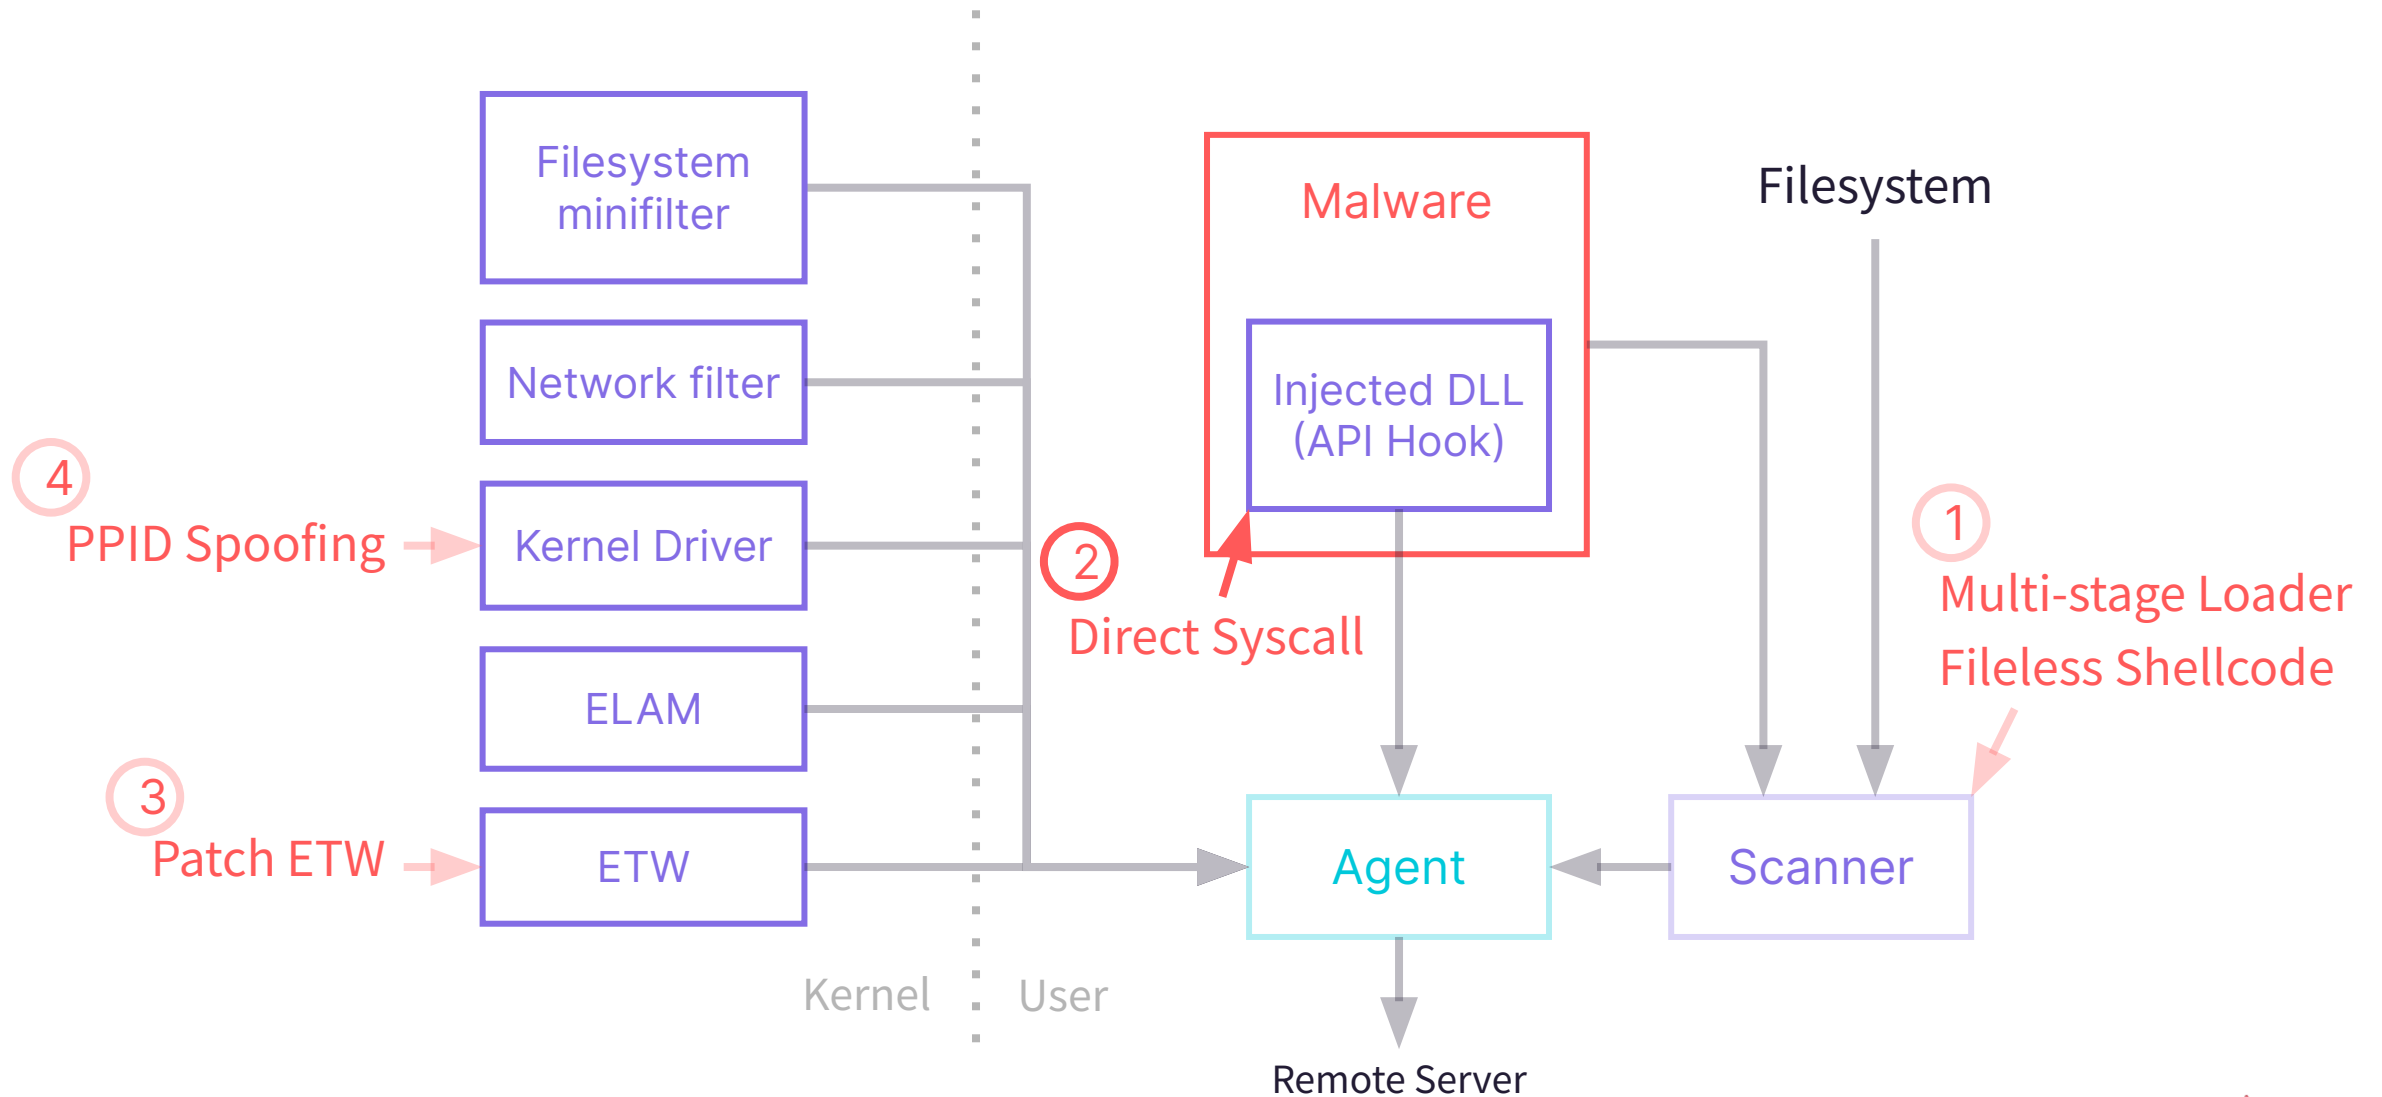 Filesystem
minifilter
Network filter
4
PPID Spoofing
Kernel Driver
ELAM
3
Patch ETW
ETW
Kernel
User
Malware
Injected DLL
(API Hook)
2
Direct Syscall
Filesystem
1
Multi-stage Loader
Fileless Shellcode
Agent
Scanner
Remote Server